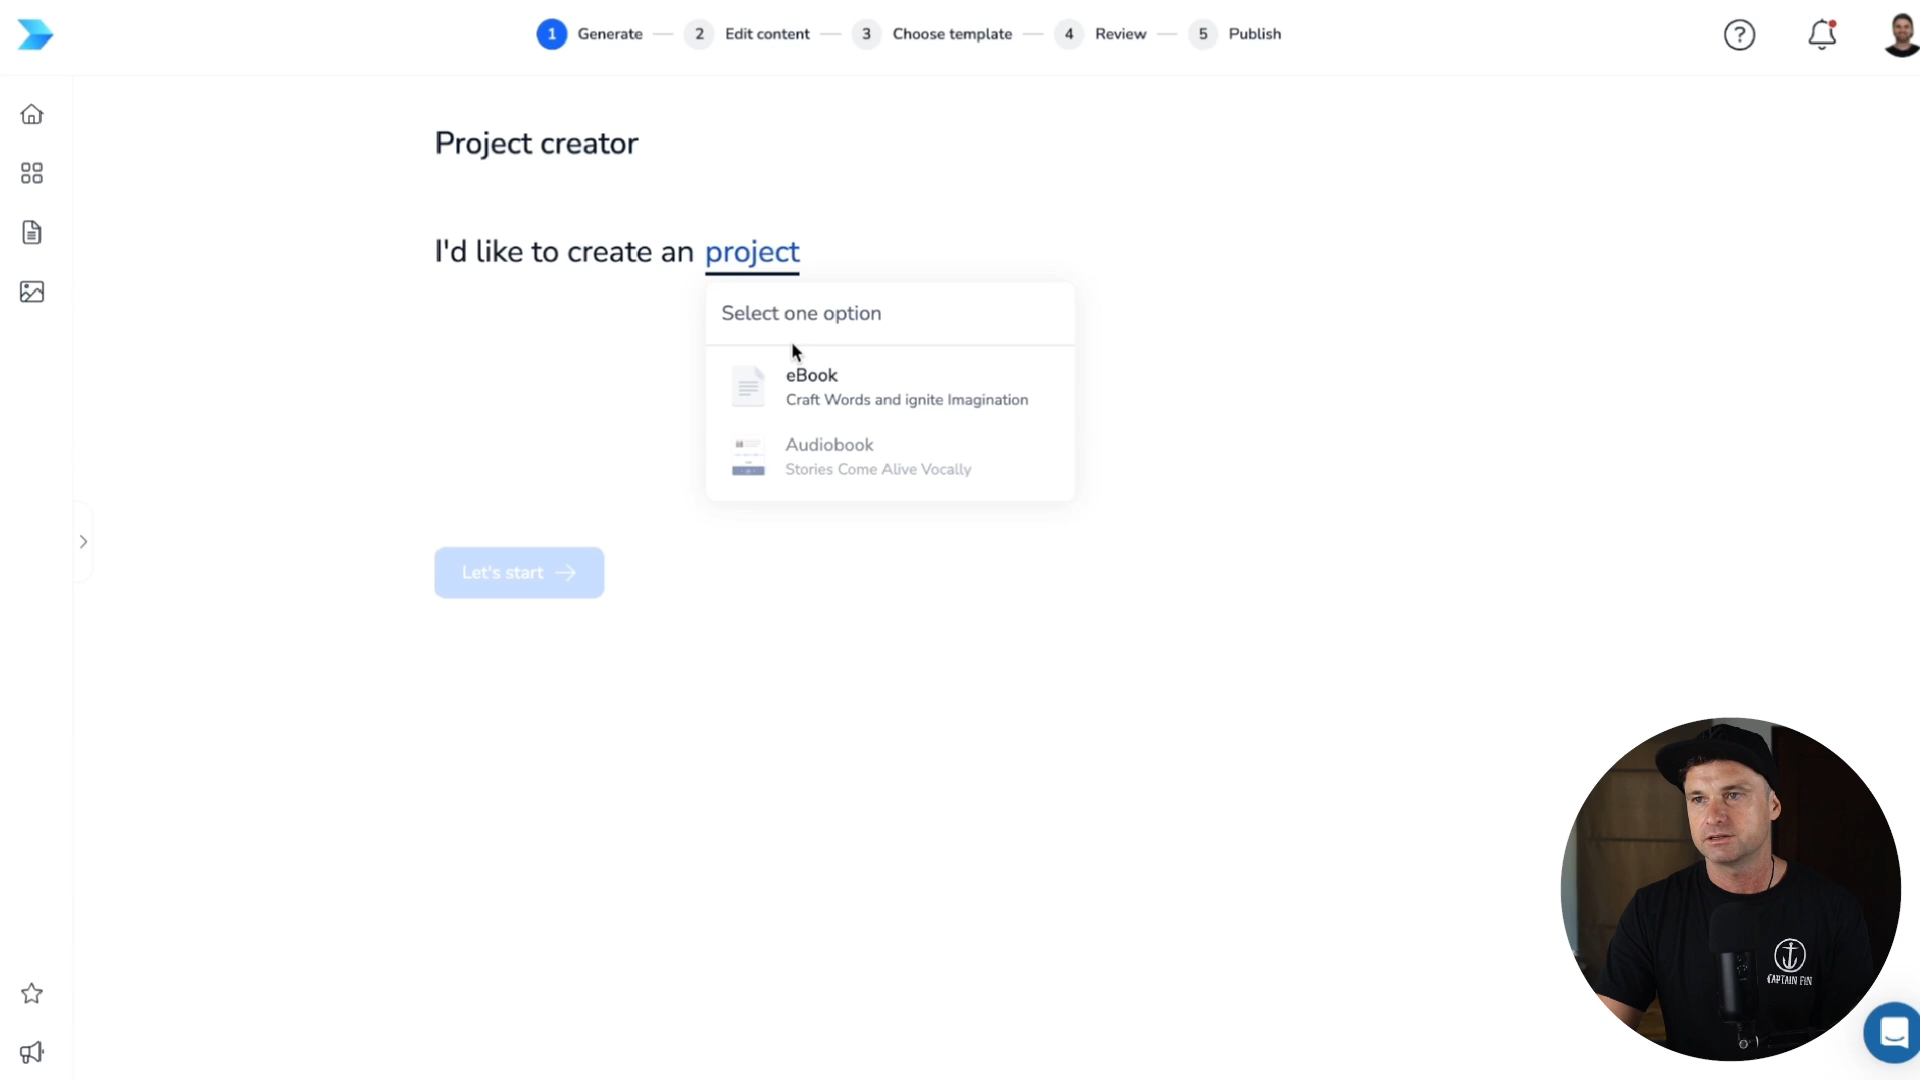 1 Generate 2 Edit content 3 Choose template 4 Review 5 Publish
Project creator
I'd like to create an project
Select one option
eBook
Craft Words and ignite Imagination
Audiobook
Stories Come Alive Vocally
Let's start
CAPTAIN FIN